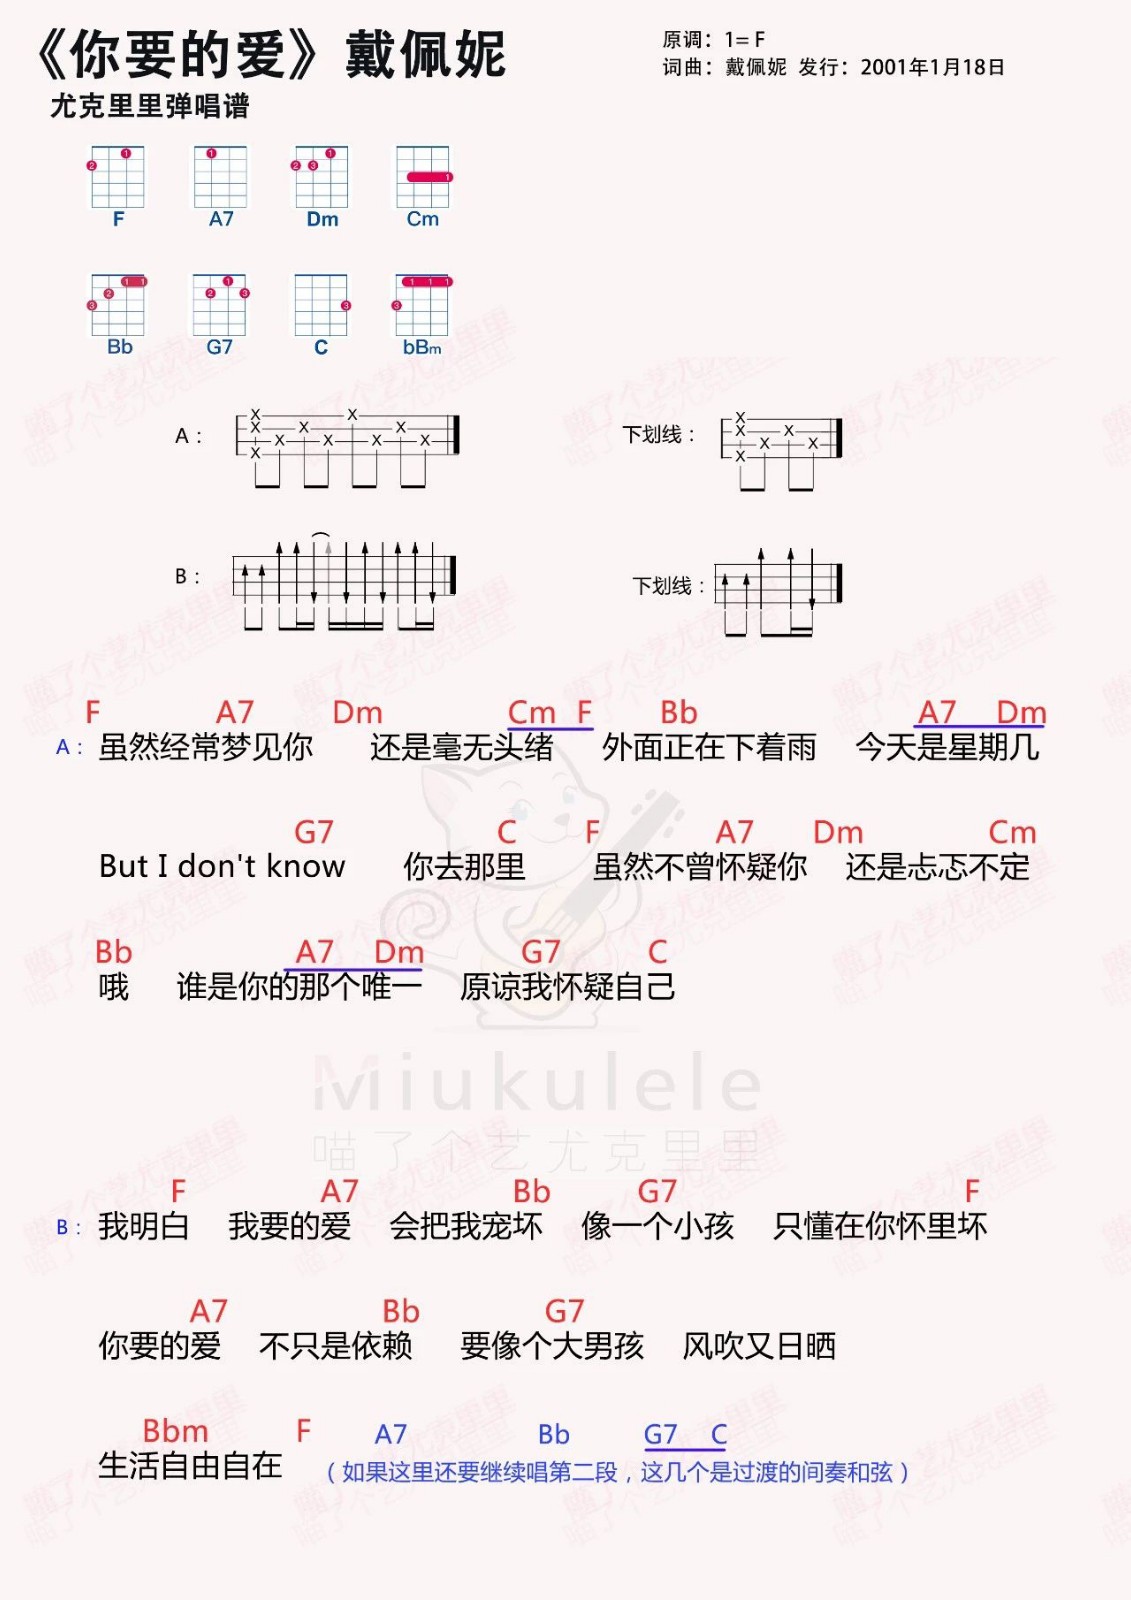 《你要的爱》戴佩妮
原调：1=F
词曲：戴佩妮 发行：2001年1月18日
尤克里里弹唱谱
F A7 Dm Cm
Bb G7 C bBm
A：
下划线：
B：
下划线：
F A7 Dm Cm F Bb A7 Dm
A：虽然经常梦见你 还是毫无头绪 外面正在下着雨 今天是星期几
G7 C F A7 Dm Cm
But I don't know 你去那里 虽然不曾怀疑你 还是忐忑不定
Bb A7 Dm G7 C
哦 谁是你的那个唯一 原谅我怀疑自己
Miukulele
喵了个艺尤克里里
F A7 Bb G7 F
B：我明白 我要的爱 会把我宠坏 像一个小孩 只懂在你怀里坏
A7 Bb G7
你要的爱 不只是依赖 要像个大男孩 风吹又日晒
Bbm F A7 Bb G7 C
生活自由自在 （如果这里还要继续唱第二段，这几个是过渡的间奏和弦）